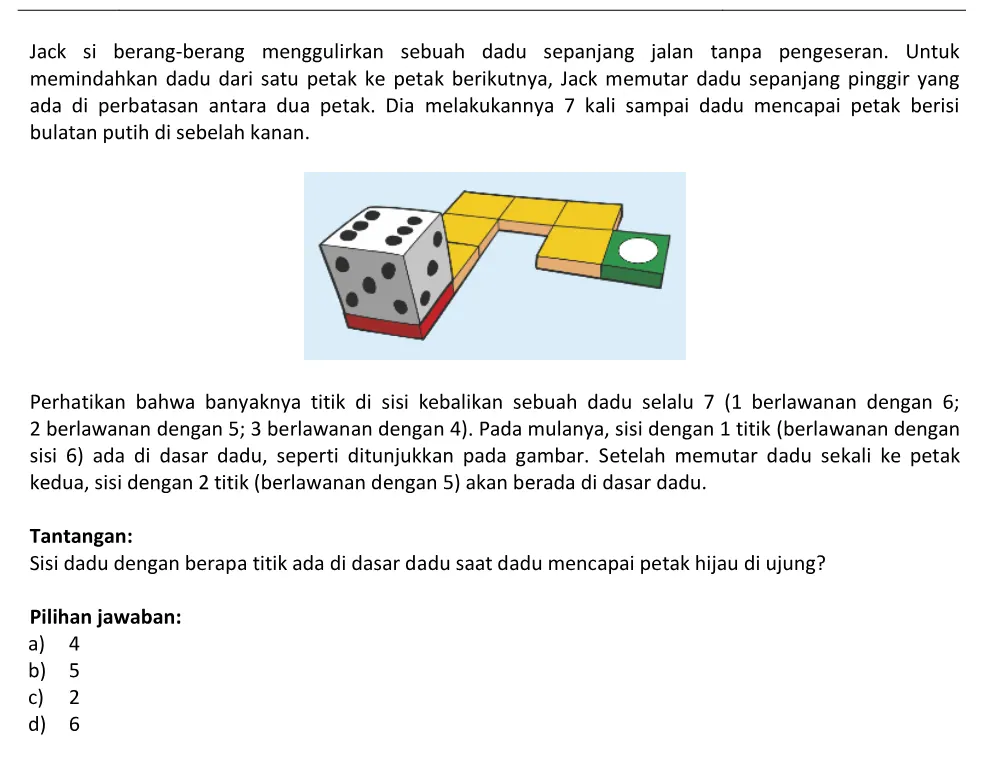 Jack si berang-berang menggulirkan sebuah dadu sepanjang jalan tanpa pengeseran. Untuk
memindahkan dadu dari satu petak ke petak berikutnya, Jack memutar dadu sepanjang pinggir yang
ada di perbatasan antara dua petak. Dia melakukannya 7 kali sampai dadu mencapai petak berisi
bulatan putih di sebelah kanan.
Perhatikan bahwa banyaknya titik di sisi kebalikan sebuah dadu selalu 7 (1 berlawanan dengan 6;
2 berlawanan dengan 5; 3 berlawanan dengan 4). Pada mulanya, sisi dengan 1 titik (berlawanan dengan
sisi 6) ada di dasar dadu, seperti ditunjukkan pada gambar. Setelah memutar dadu sekali ke petak
kedua, sisi dengan 2 titik (berlawanan dengan 5) akan berada di dasar dadu.
Tantangan:
Sisi dadu dengan berapa titik ada di dasar dadu saat dadu mencapai petak hijau di ujung?
Pilihan jawaban:
a) 4
b) 5
c) 2
d) 6